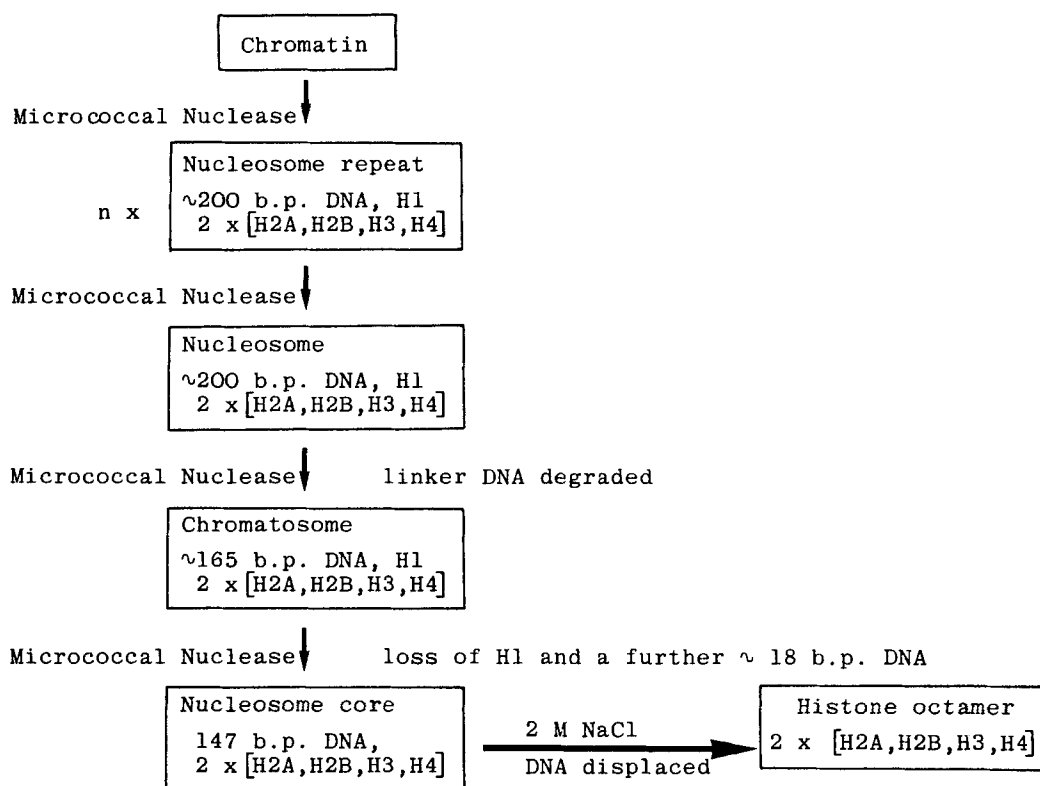 Chromatin
Micrococcal Nuclease
Nucleosome repeat
n x
~200 b.p. DNA, H1
2 x [H2A,H2B,H3,H4]
Micrococcal Nuclease
Nucleosome
~200 b.p. DNA, H1
2 x [H2A,H2B,H3,H4]
Micrococcal Nuclease linker DNA degraded
Chromatosome
~165 b.p. DNA, H1
2 x [H2A,H2B,H3,H4]
Micrococcal Nuclease loss of H1 and a further ~ 18 b.p. DNA
Nucleosome core
147 b.p. DNA,
2 x [H2A,H2B,H3,H4]
2 M NaCl
DNA displaced
Histone octamer
2 x [H2A,H2B,H3,H4]